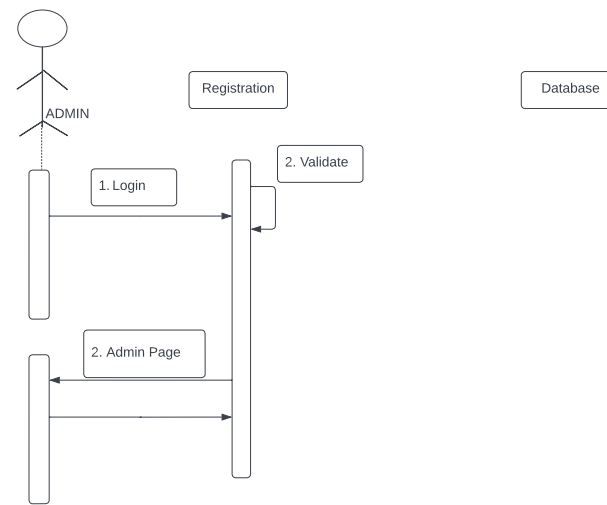 ADMIN
Registration
Database
1. Login
2. Validate
2. Admin Page